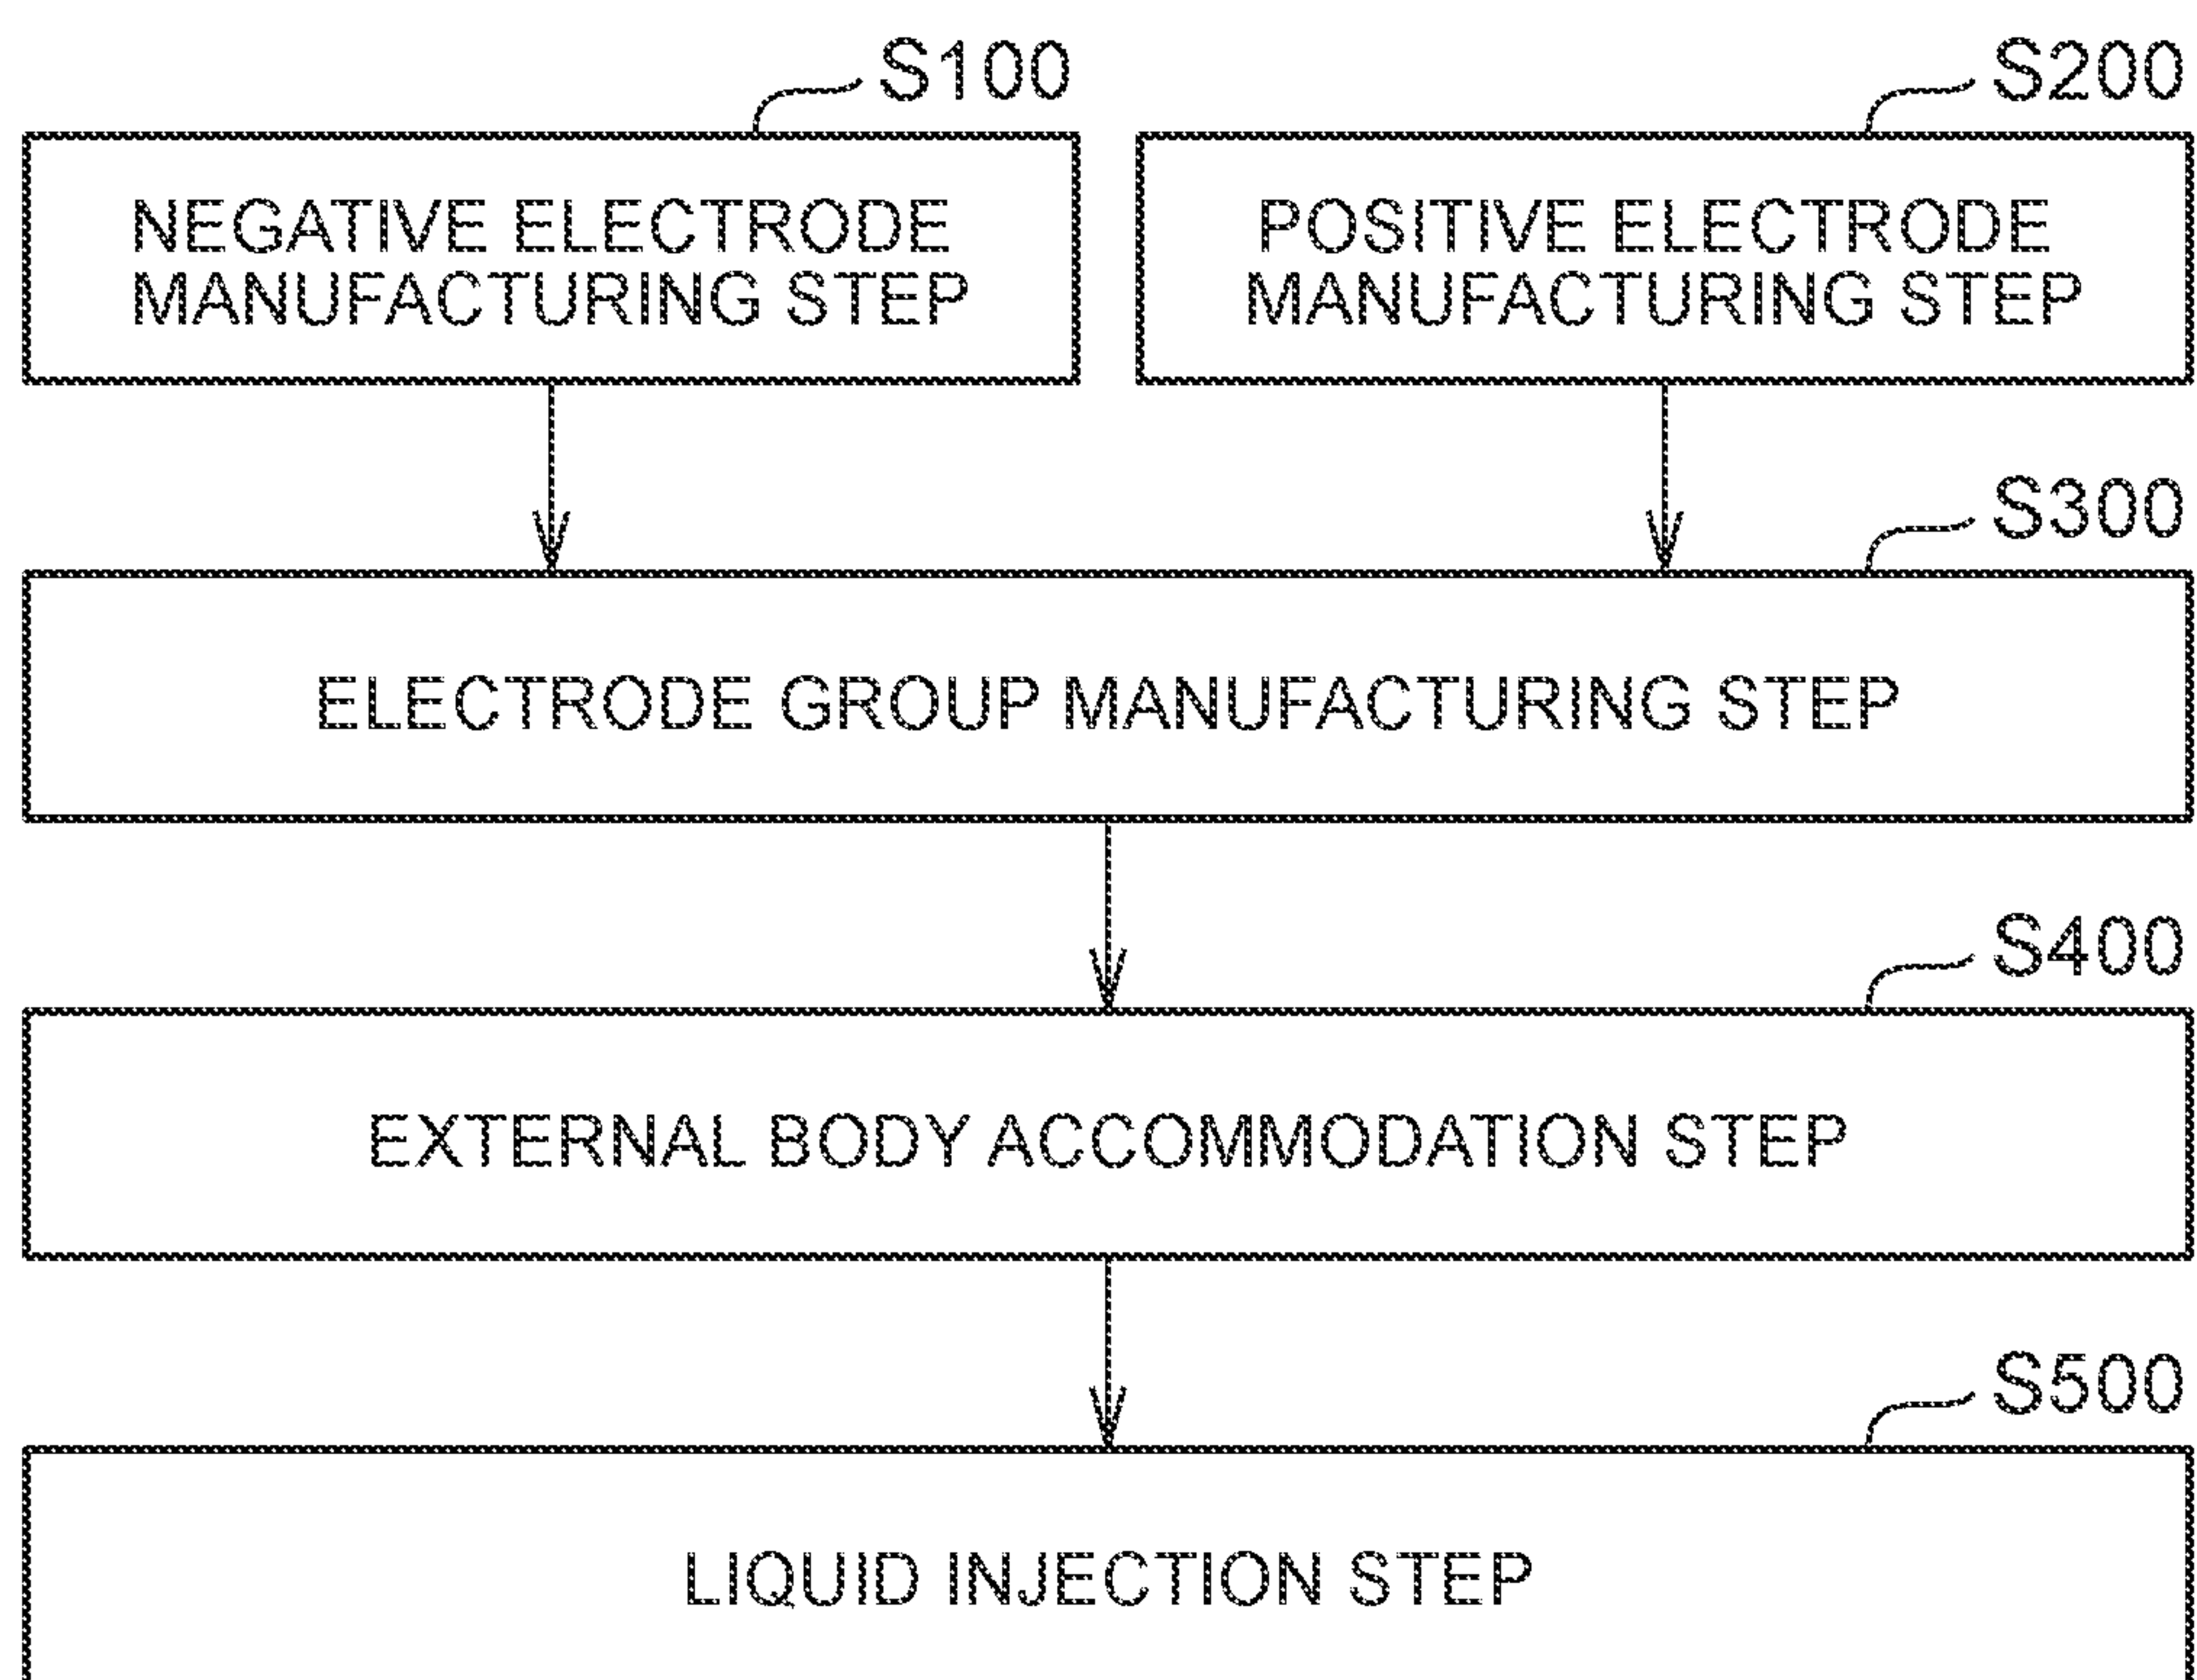 S100
S200
NEGATIVE ELECTRODE
MANUFACTURING STEP
POSITIVE ELECTRODE
MANUFACTURING STEP
S300
ELECTRODE GROUP MANUFACTURING STEP
S400
EXTERNAL BODY ACCOMMODATION STEP
S500
LIQUID INJECTION STEP